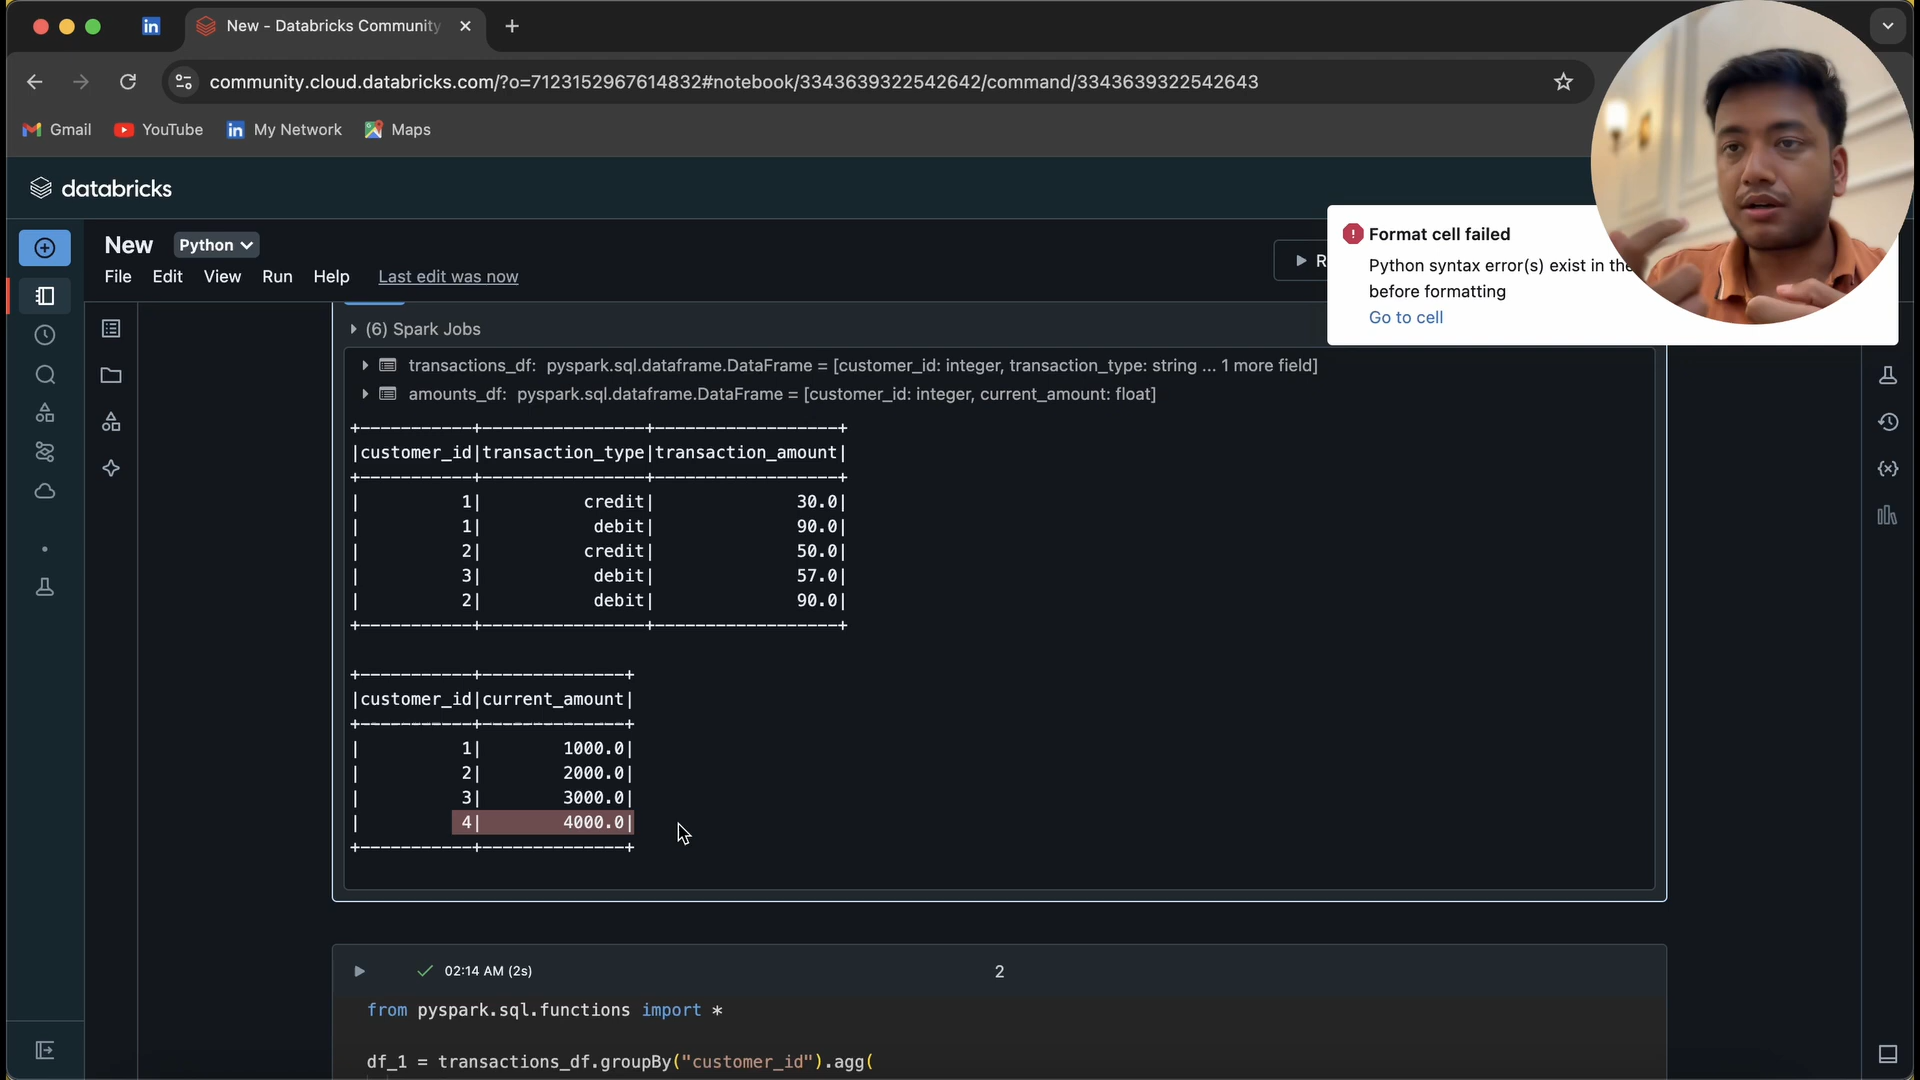 New - Databricks Community
community.cloud.databricks.com/?o=7123152967614832#notebook/3343639322542642/command/3343639322542643
Gmail YouTube My Network Maps
databricks
New Python
File Edit View Run Help Last edit was now
R
Format cell failed
Python syntax error(s) exist in the
before formatting
Go to cell
(6) Spark Jobs
transactions_df: pyspark.sql.dataframe.DataFrame = [customer_id: integer, transaction_type: string ... 1 more field]
amounts_df: pyspark.sql.dataframe.DataFrame = [customer_id: integer, current_amount: float]
+-----------+----------------+------------------+
|customer_id|transaction_type|transaction_amount|
+-----------+----------------+------------------+
| 1| credit| 30.0|
| 1| debit| 90.0|
| 2| credit| 50.0|
| 3| debit| 57.0|
| 2| debit| 90.0|
+-----------+----------------+------------------+
+-----------+--------------+
|customer_id|current_amount|
+-----------+--------------+
| 1| 1000.0|
| 2| 2000.0|
| 3| 3000.0|
| 4| 4000.0|
+-----------+--------------+
02:14 AM (2s) 2
from pyspark.sql.functions import *
df_1 = transactions_df.groupBy("customer_id").agg(